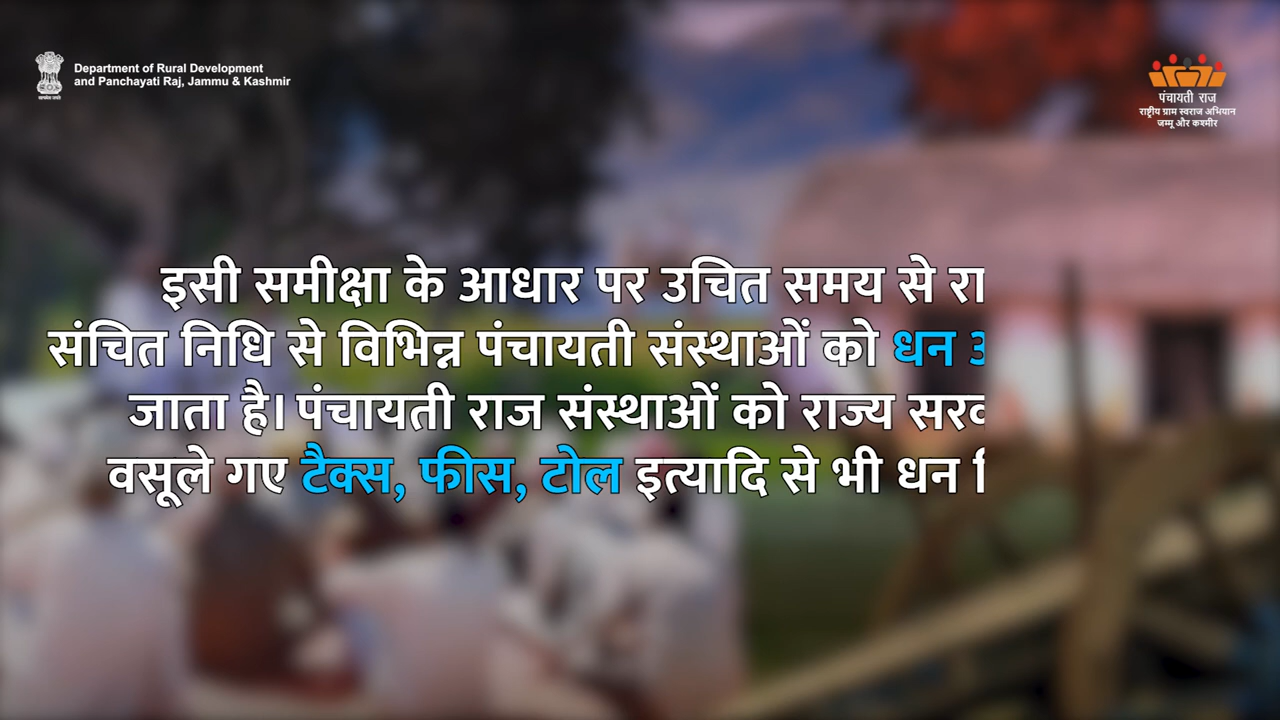 Department of Rural Development
and Panchayati Raj, Jammu & Kashmir
पंचायती राज
राष्ट्रीय ग्राम स्वराज अभियान
जम्मू और कश्मीर
इसी समीक्षा के आधार पर उचित समय से
संचित निधि से विभिन्न पंचायती संस्थाओं को धन
जाता है। पंचायती राज संस्थाओं को राज्य
वसूले गए टैक्स, फीस, टोल इत्यादि से भी धन